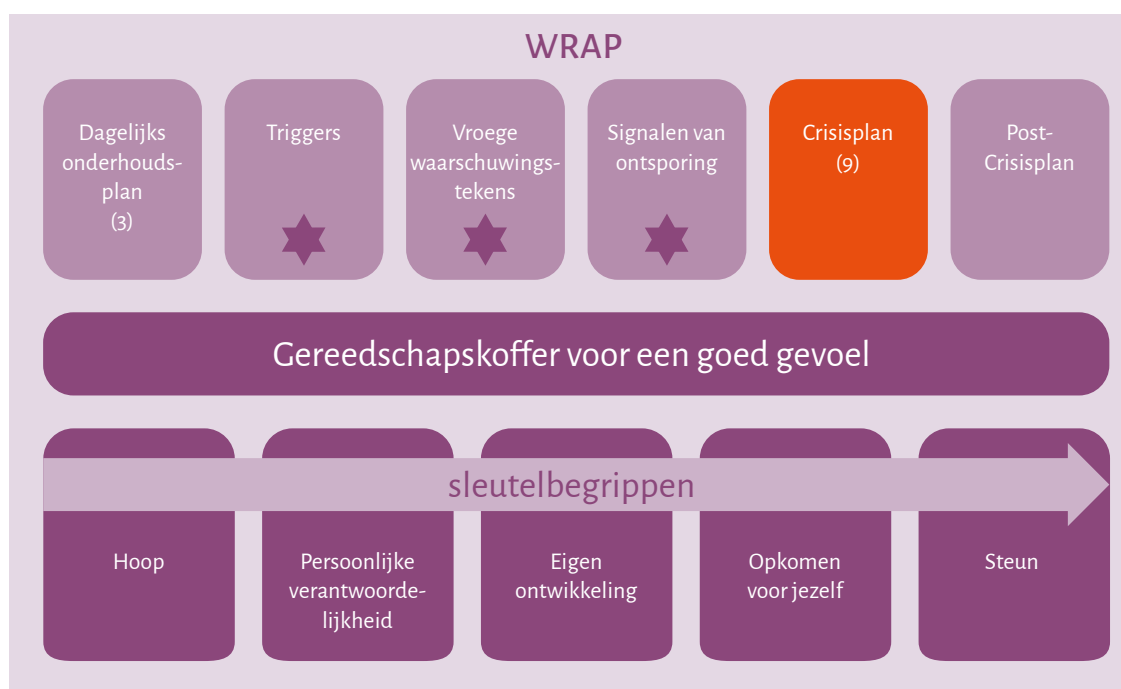 WRAP
Dagelijks
onderhouds-
plan
(3)
Triggers
Vroege
waarschuwings-
tekens
Signalen van
ontsporing
Crisisplan
(9)
Post-
Crisisplan
Gereedschapskoffer voor een goed gevoel
sleutelbegrippen
Hoop
Persoonlijke
verantwoorde-
lijkheid
Eigen
ontwikkeling
Opkomen
voor jezelf
Steun